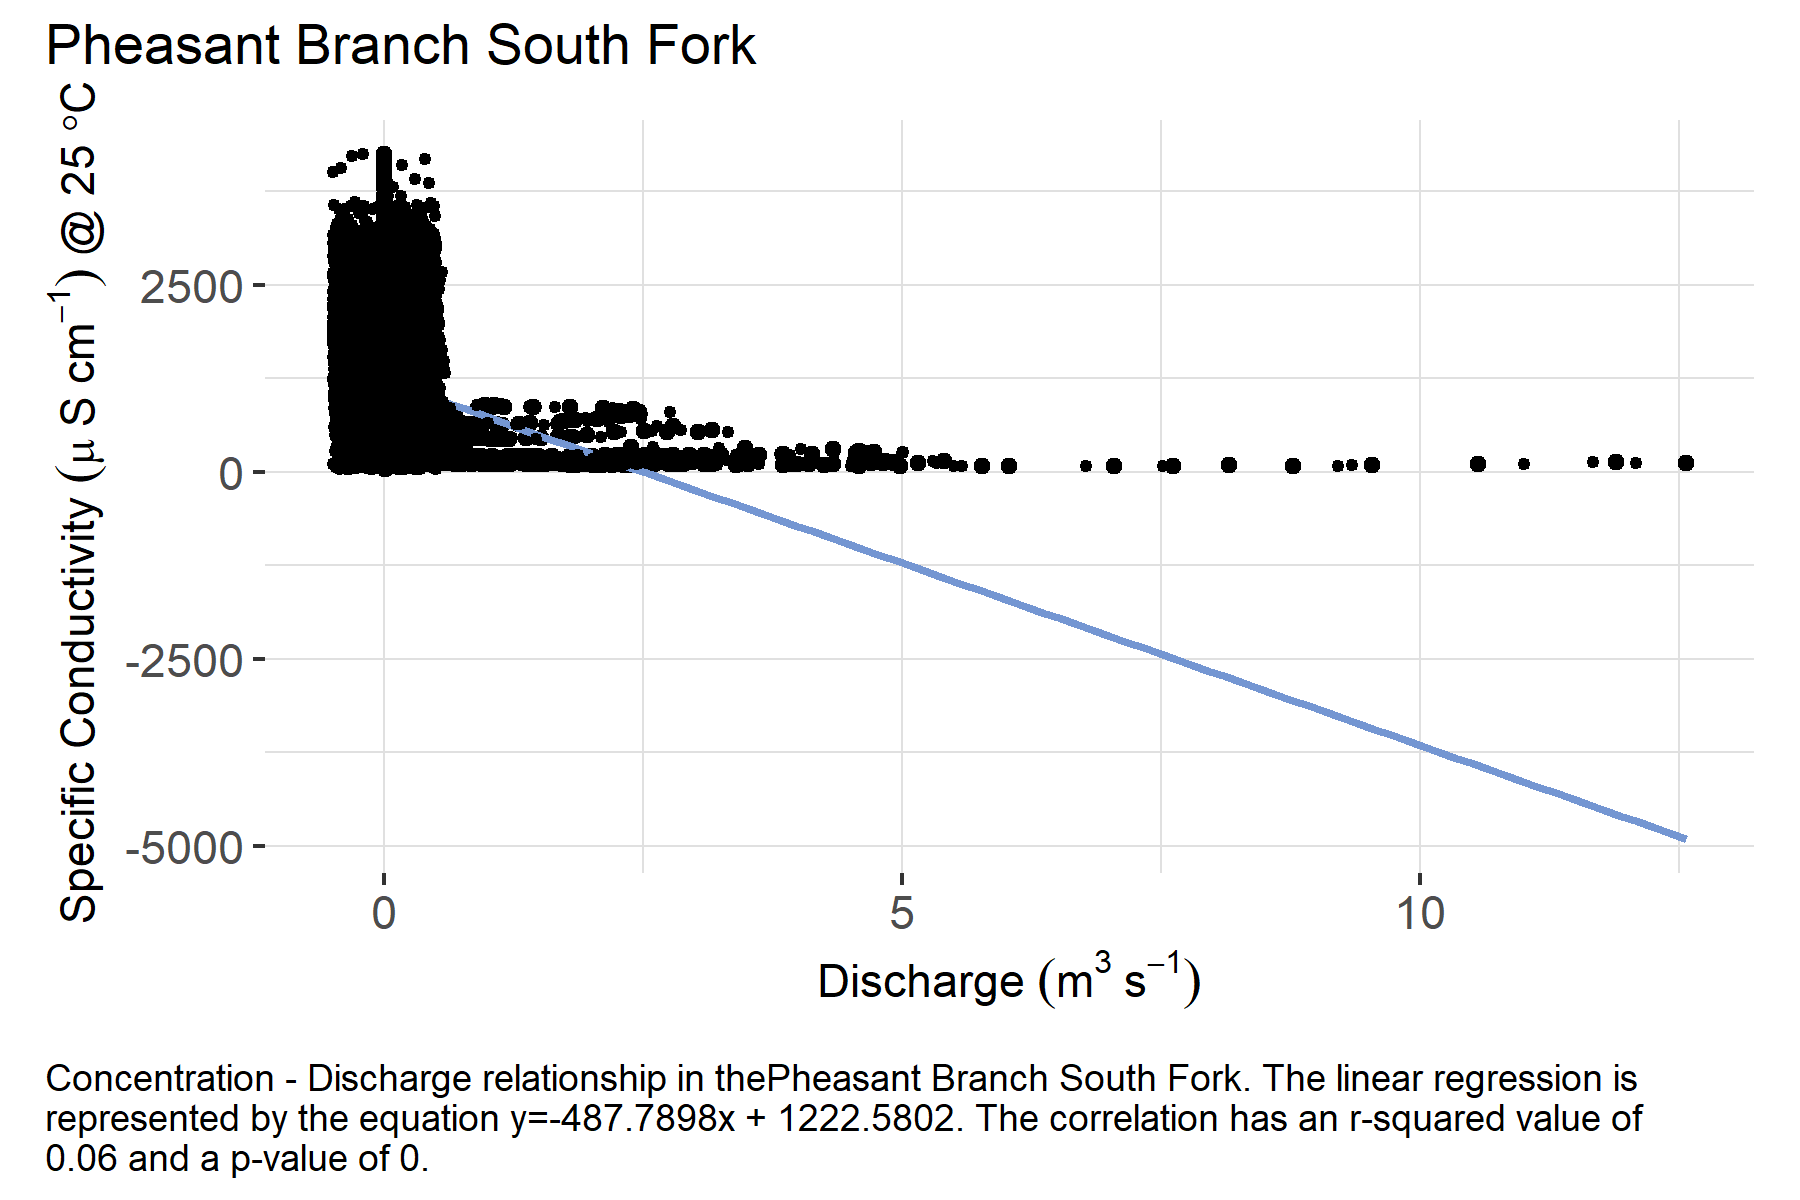 Pheasant Branch South Fork
Specific Conductivity (μ S cm⁻¹) @ 25 °C
2500
0
-2500
-5000
0 5 10
Discharge (m³ s⁻¹)
Concentration - Discharge relationship in thePheasant Branch South Fork. The linear regression is
represented by the equation y=-487.7898x + 1222.5802. The correlation has an r-squared value of
0.06 and a p-value of 0.